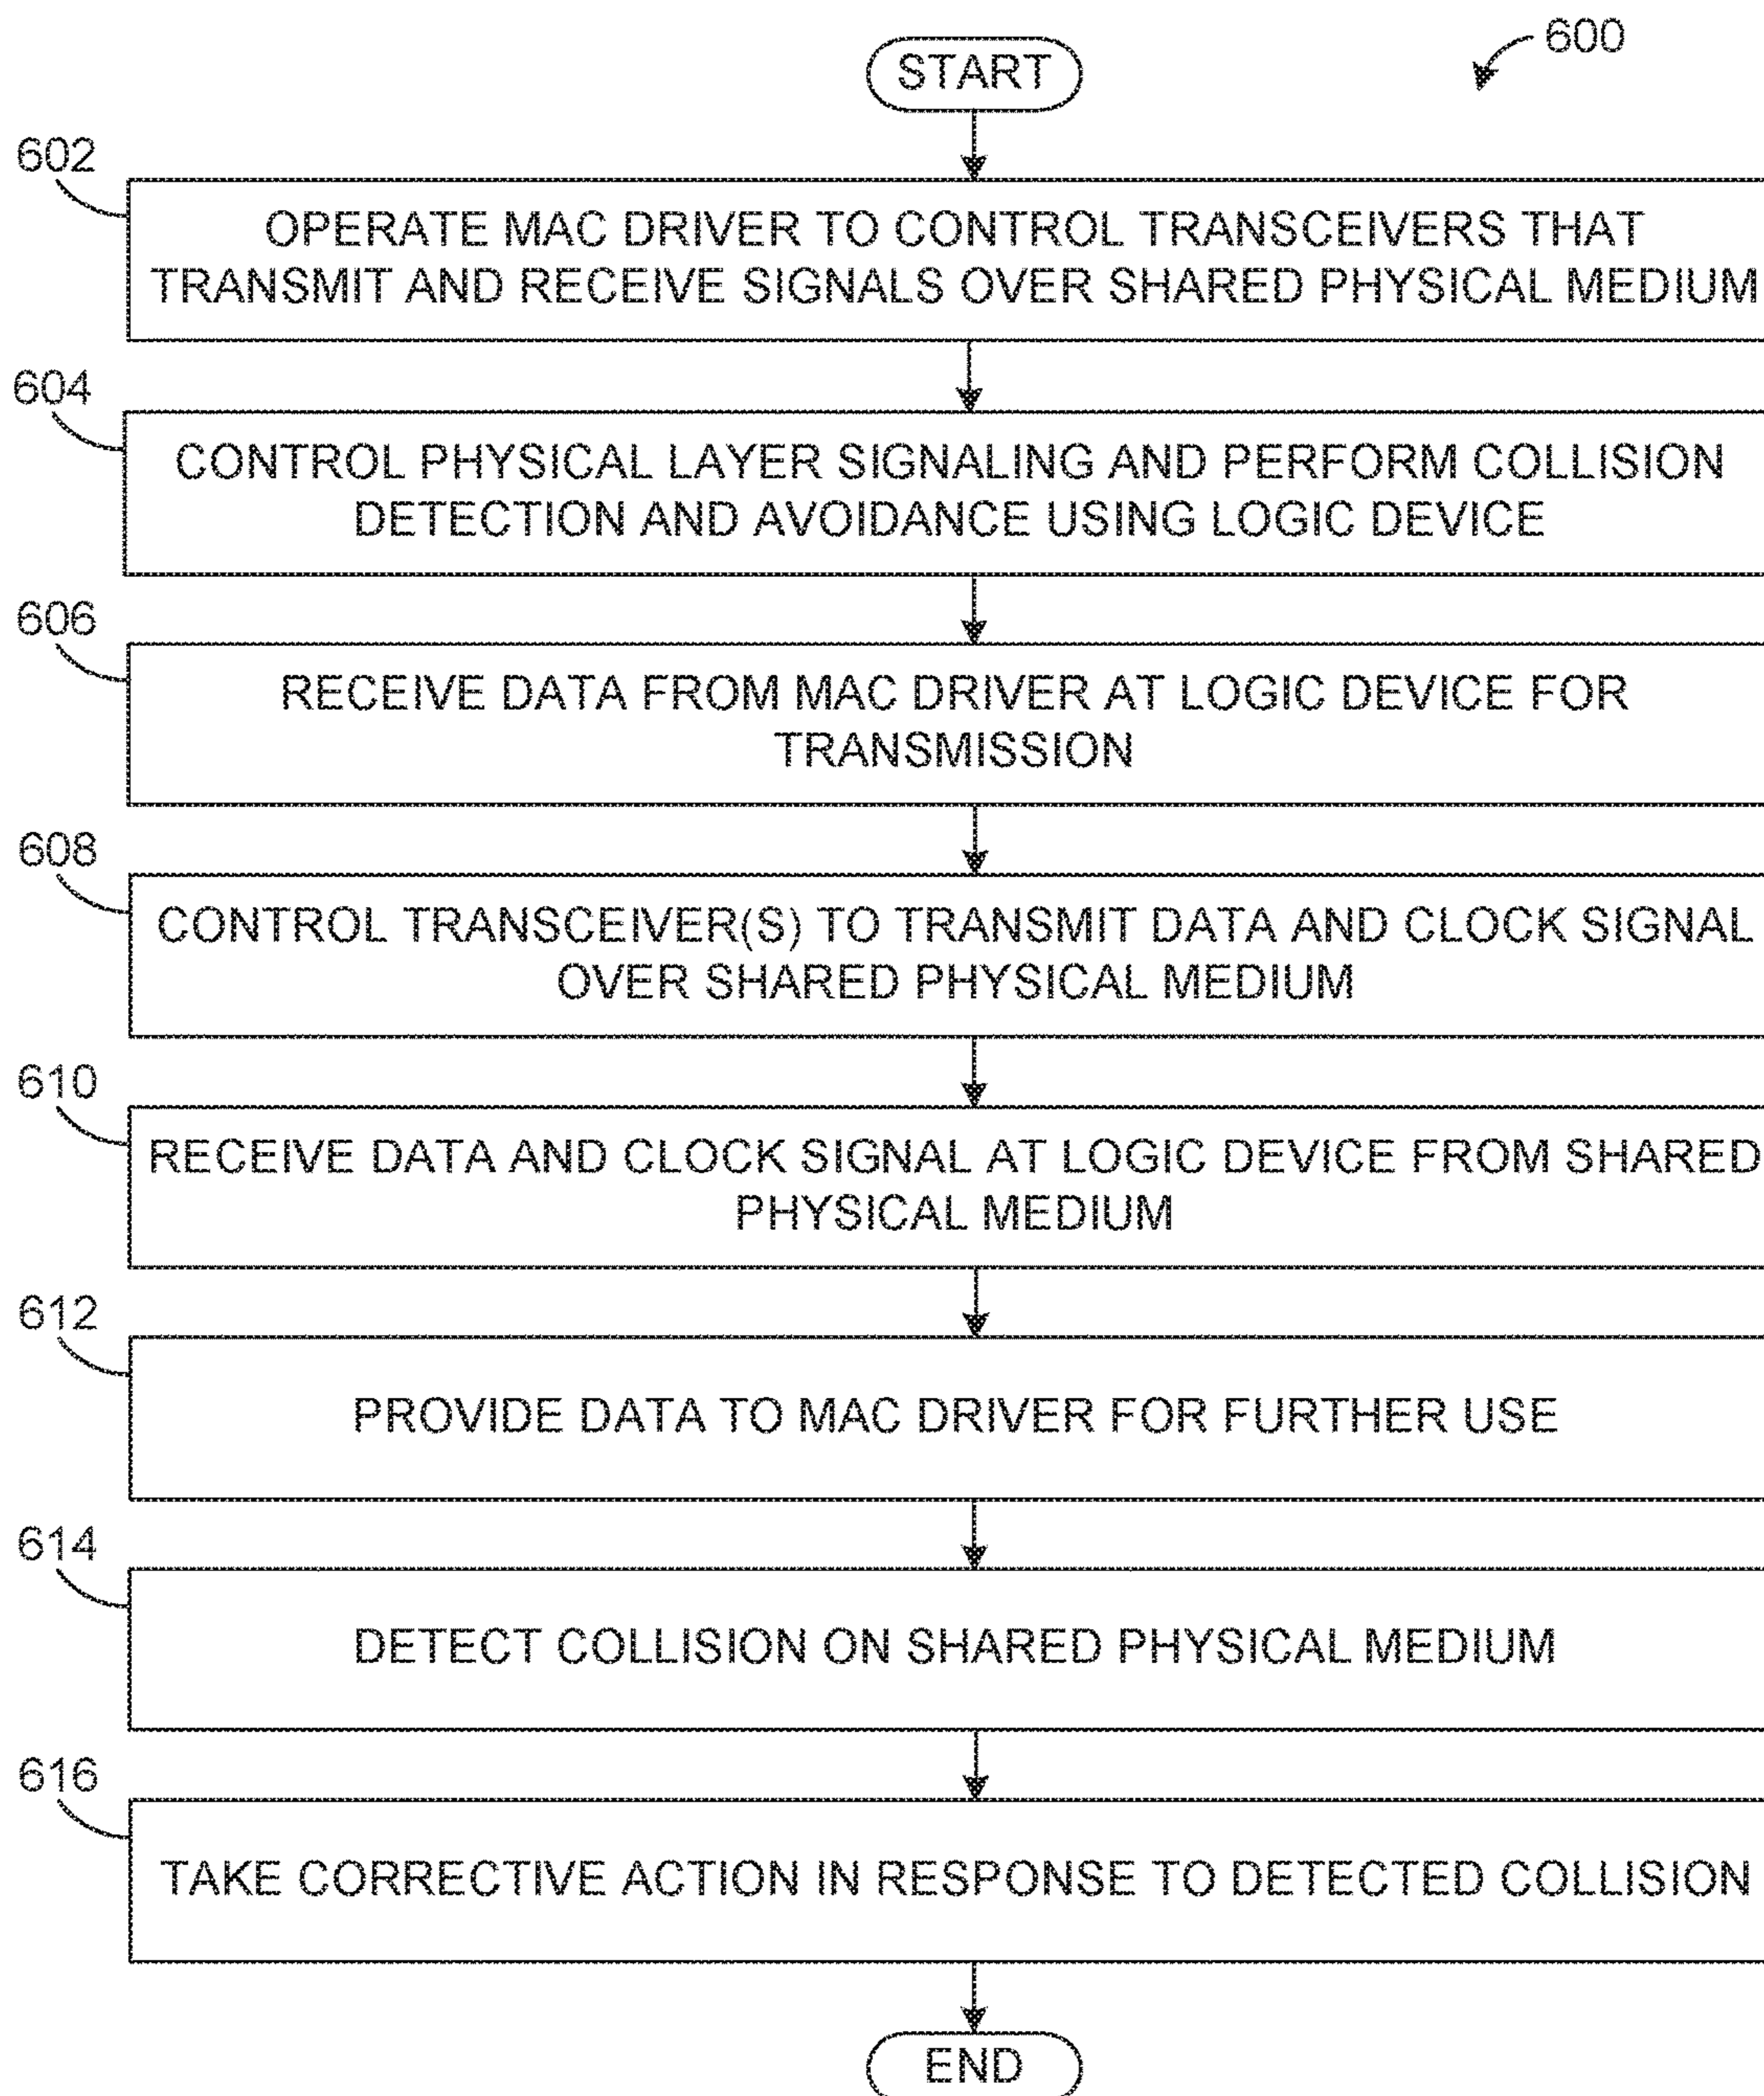 600
START
602
OPERATE MAC DRIVER TO CONTROL TRANSCEIVERS THAT
TRANSMIT AND RECEIVE SIGNALS OVER SHARED PHYSICAL MEDIUM
604
CONTROL PHYSICAL LAYER SIGNALING AND PERFORM COLLISION
DETECTION AND AVOIDANCE USING LOGIC DEVICE
606
RECEIVE DATA FROM MAC DRIVER AT LOGIC DEVICE FOR
TRANSMISSION
608
CONTROL TRANSCEIVER(S) TO TRANSMIT DATA AND CLOCK SIGNAL
OVER SHARED PHYSICAL MEDIUM
610
RECEIVE DATA AND CLOCK SIGNAL AT LOGIC DEVICE FROM SHARED
PHYSICAL MEDIUM
612
PROVIDE DATA TO MAC DRIVER FOR FURTHER USE
614
DETECT COLLISION ON SHARED PHYSICAL MEDIUM
616
TAKE CORRECTIVE ACTION IN RESPONSE TO DETECTED COLLISION
END